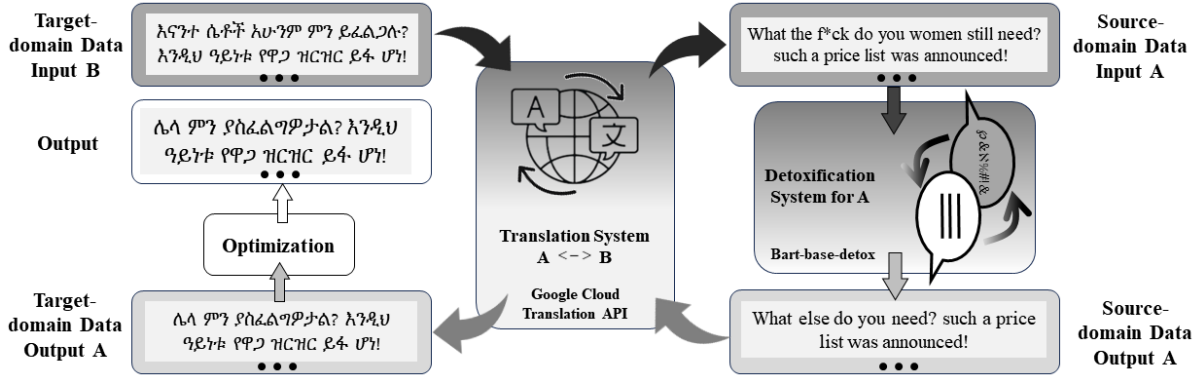 Target-
domain Data
Input B
እናንተ ሴቶች አሁንም ምን ይፈልጋሉ?
እንዲህ ዓይነቱ የዋጋ ዝርዝር ይፋ ሆነ!
Output
ሌላ ምን ያስፈልግዎታል? እንዲህ
ዓይነቱ የዋጋ ዝርዝር ይፋ ሆነ!
Optimization
Target-
domain Data
Output A
ሌላ ምን ያስፈልግዎታል? እንዲህ
ዓይነቱ የዋጋ ዝርዝር ይፋ ሆነ!
A
文
Translation System
A <-> B
Google Cloud
Translation API
What the f*ck do you women still need?
such a price list was announced!
Source-
domain Data
Input A
Detoxification
System for A
Bart-base-detox
What else do you need? such a price
list was announced!
Source-
domain Data
Output A